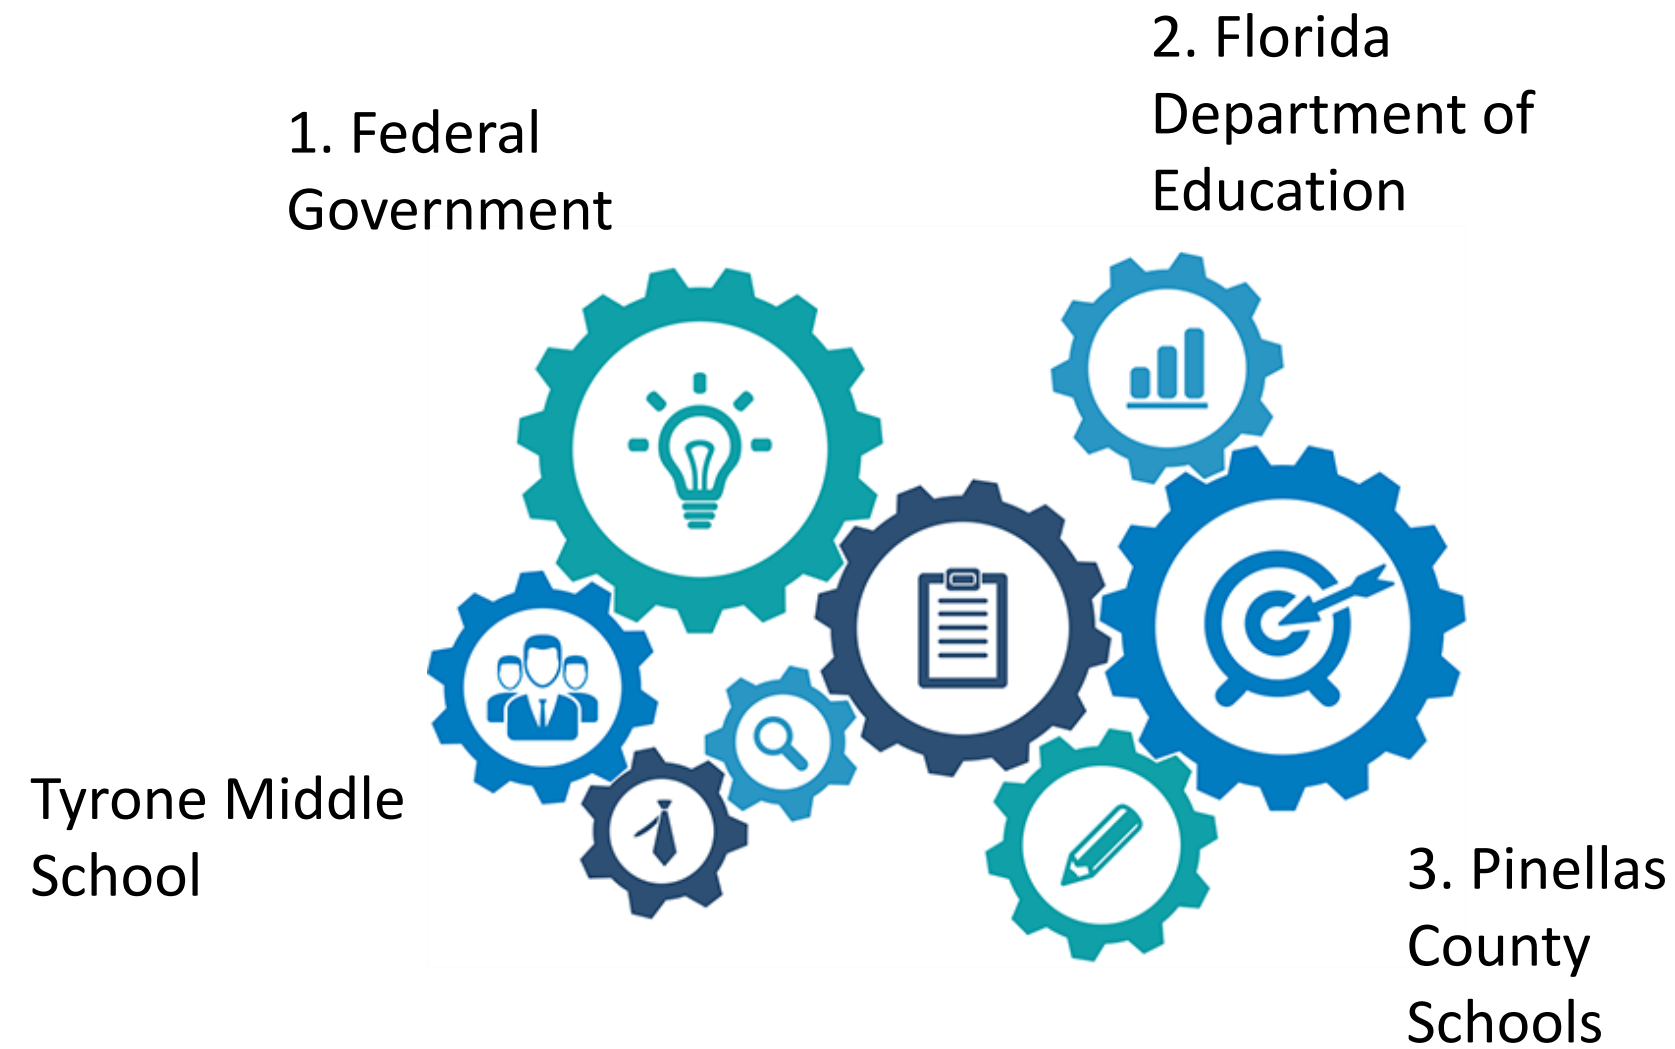 1. Federal
Government
2. Florida
Department of
Education
Tyrone Middle
School
3. Pinellas
County
Schools